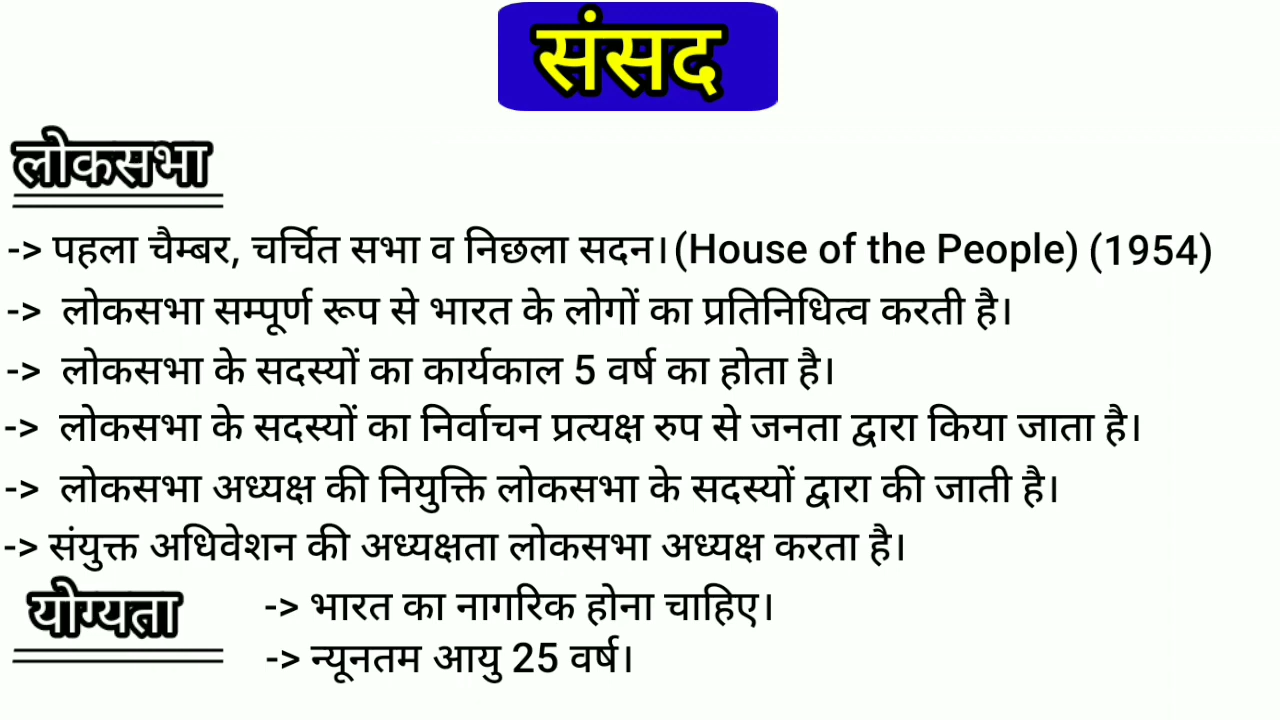 संसद
लोकसभा
-> पहला चैम्बर, चर्चित सभा व निछला सदन। (House of the People) (1954)
-> लोकसभा सम्पूर्ण रूप से भारत के लोगों का प्रतिनिधित्व करती है।
-> लोकसभा के सदस्यों का कार्यकाल 5 वर्ष का होता है।
-> लोकसभा के सदस्यों का निर्वाचन प्रत्यक्ष रुप से जनता द्वारा किया जाता है।
-> लोकसभा अध्यक्ष की नियुक्ति लोकसभा के सदस्यों द्वारा की जाती है।
-> संयुक्त अधिवेशन की अध्यक्षता लोकसभा अध्यक्ष करता है।
योग्यता
-> भारत का नागरिक होना चाहिए।
-> न्यूनतम आयु 25 वर्ष।